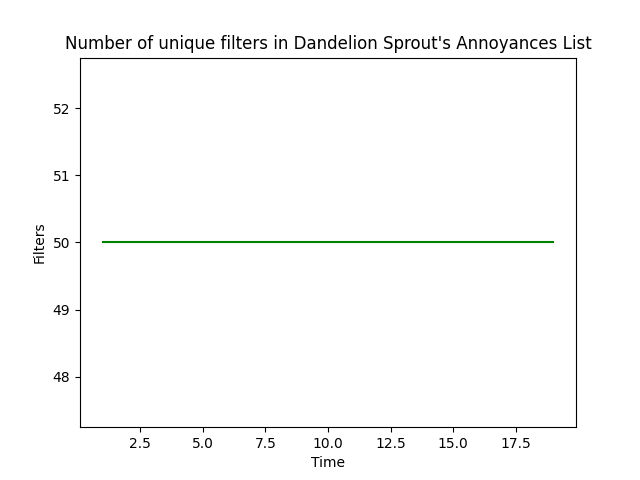 Number of unique filters in Dandelion Sprout's Annoyances List
52
51
50
49
48
Filters
2.5 5.0 7.5 10.0 12.5 15.0 17.5
Time